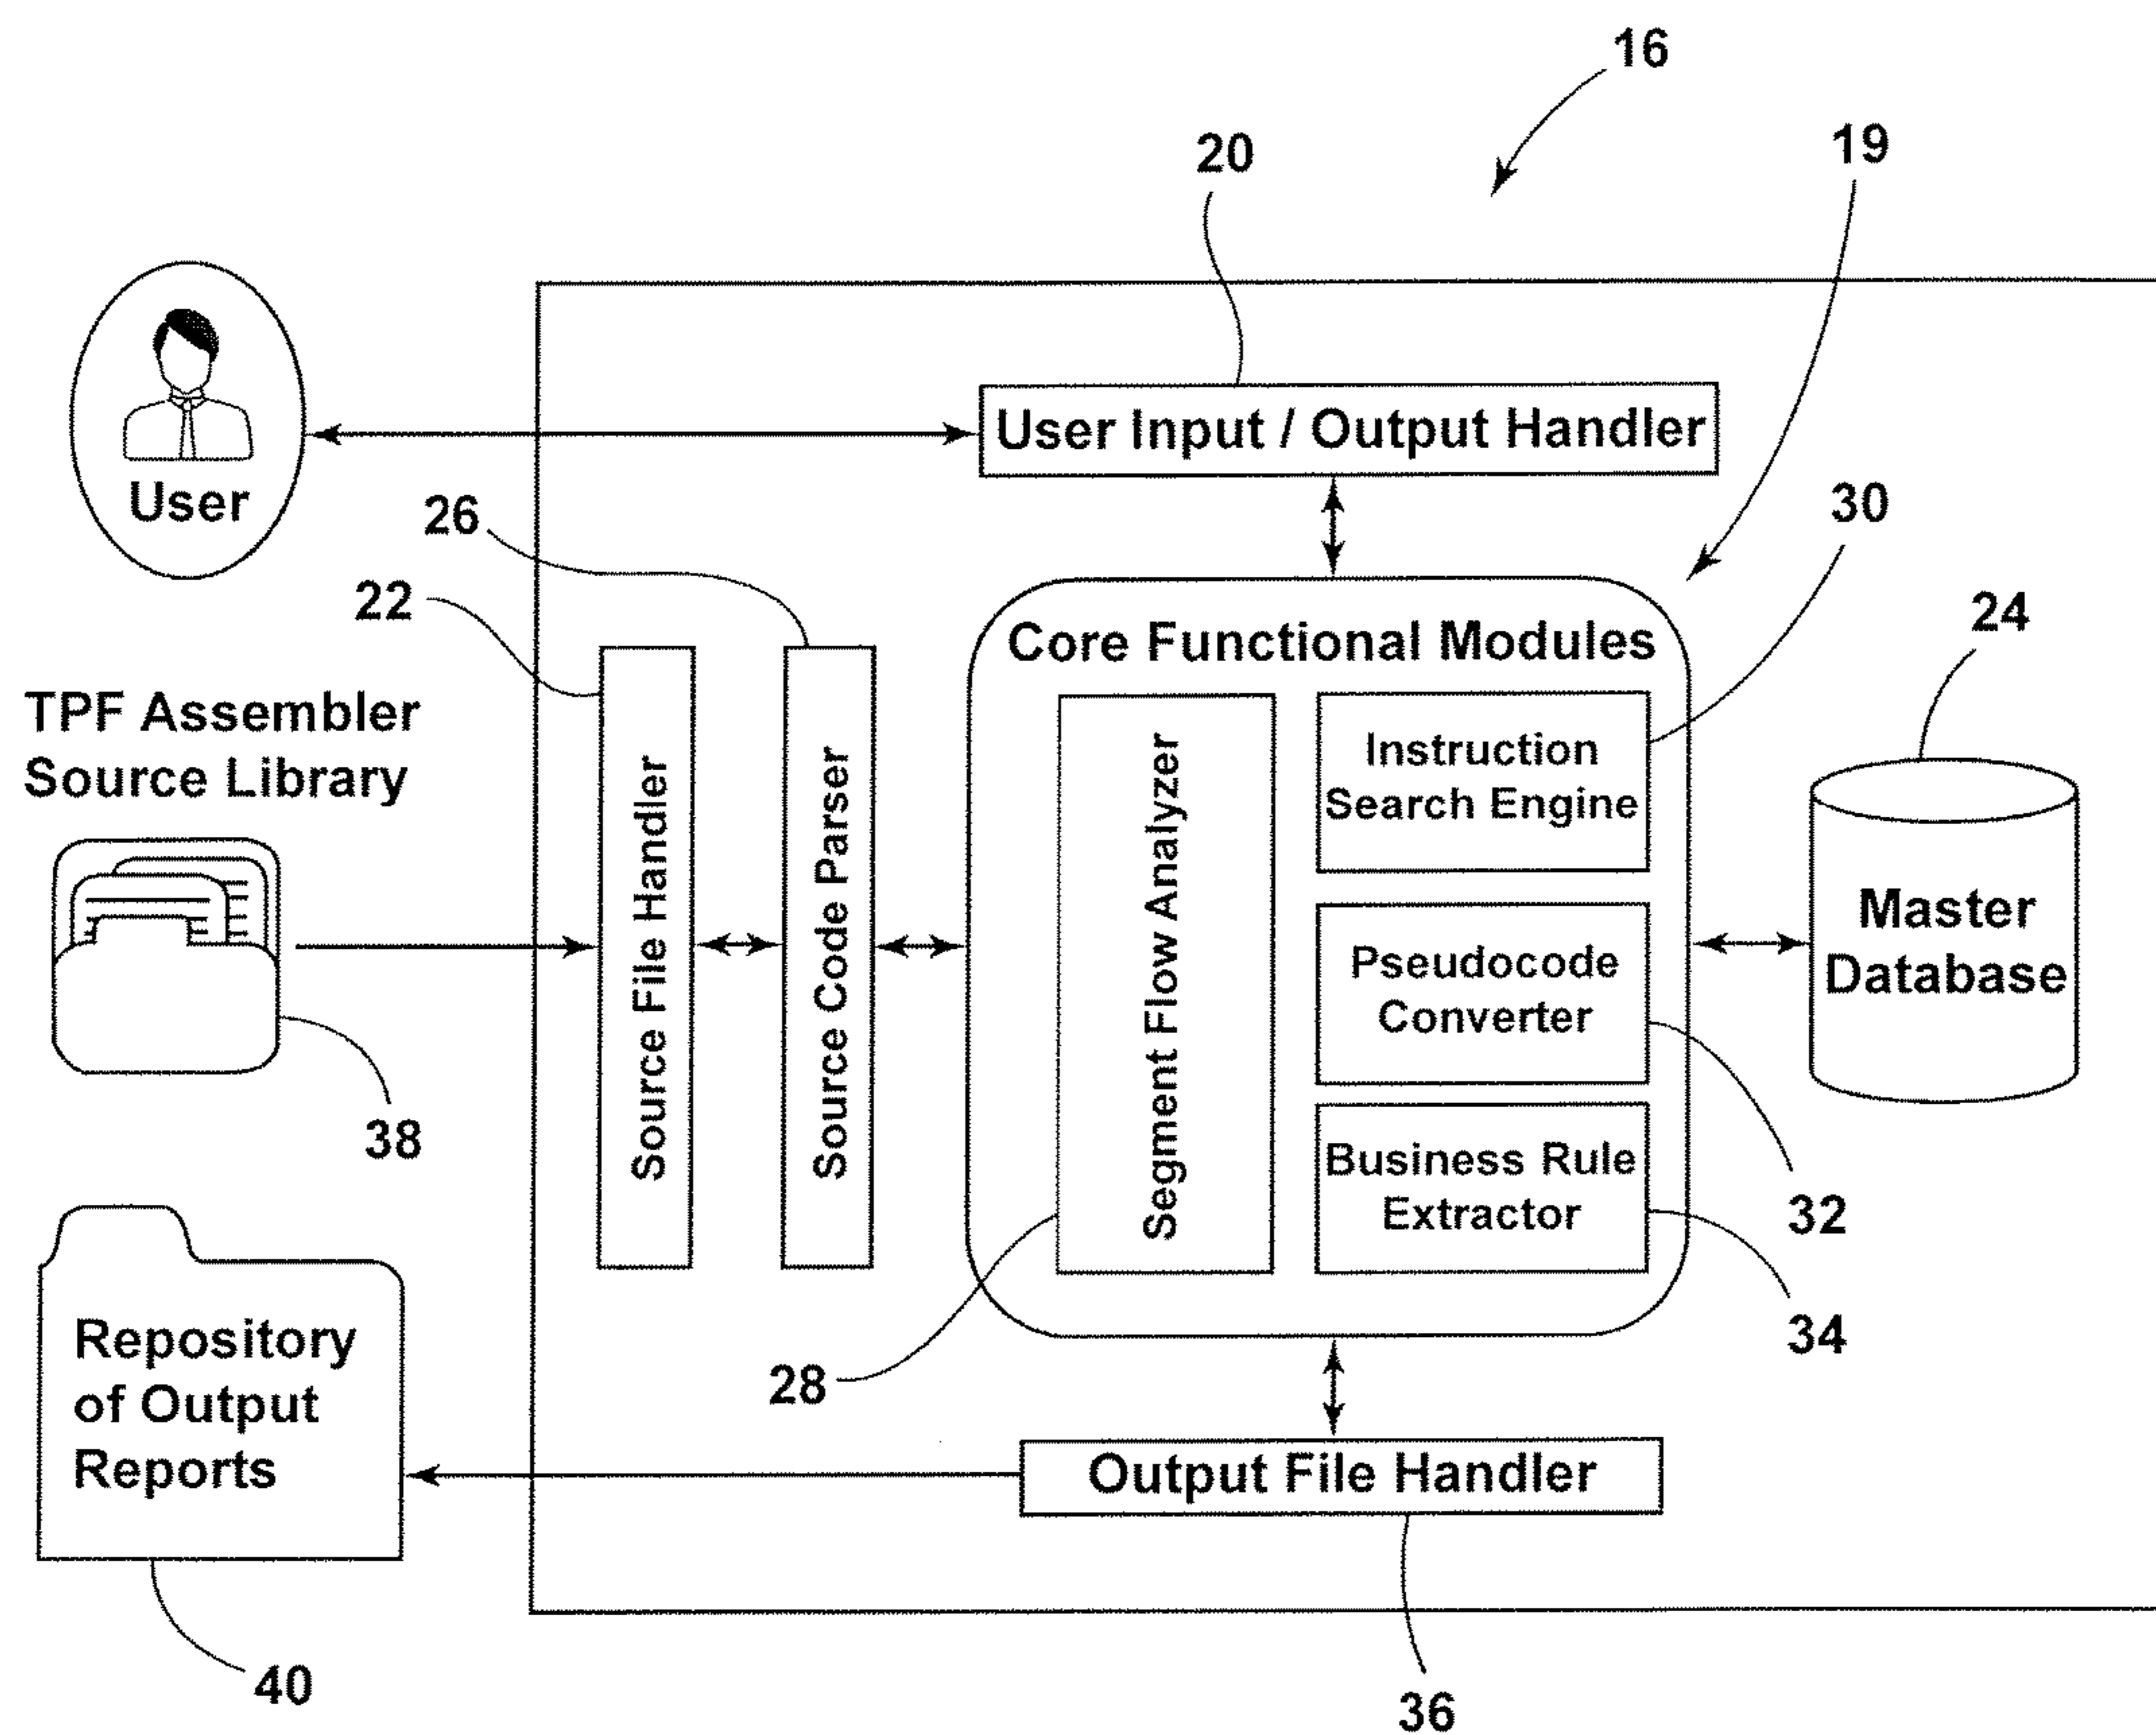 16
20
19
User Input / Output Handler
User
26
30
22
24
Core Functional Modules
TPF Assembler
Source Library
Source File Handler
Source Code Parser
Segment Flow Analyzer
Instruction
Search Engine
Pseudocode
Converter
Business Rule
Extractor
Master
Database
38
32
34
28
Repository
of Output
Reports
Output File Handler
40
36